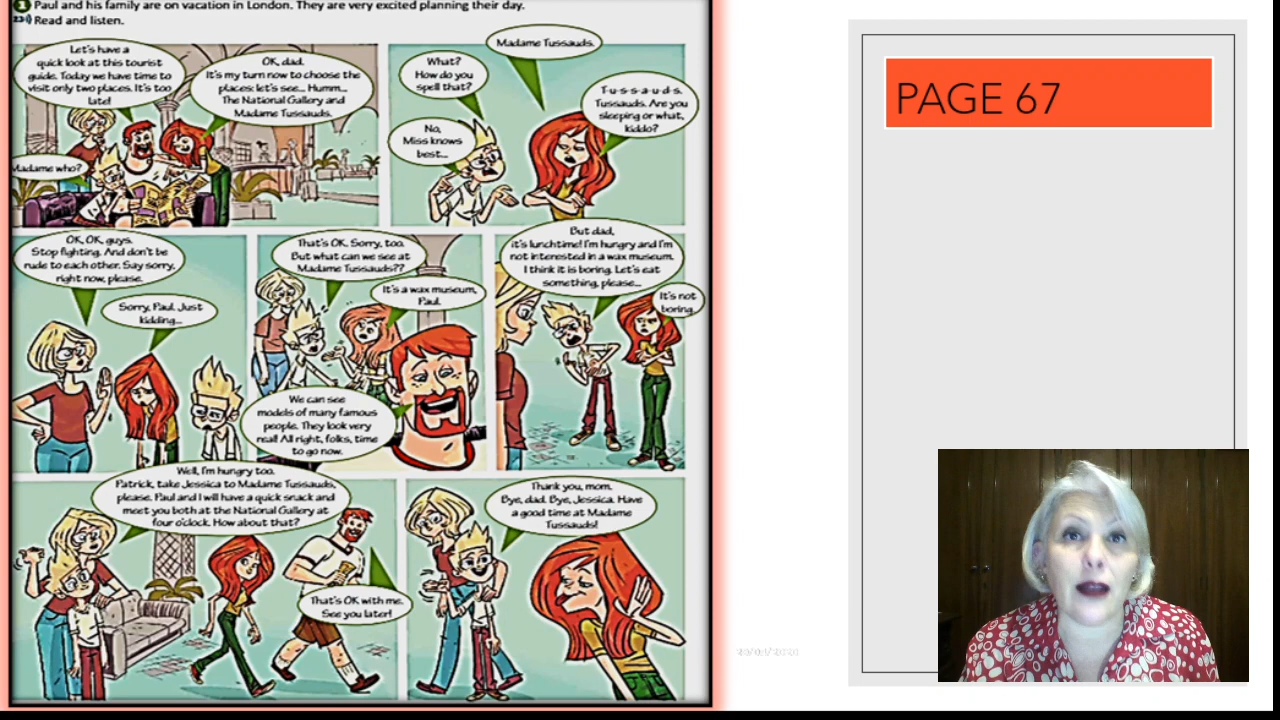 1 Paul and his family are on vacation in London. They are very excited planning their day.
Read and listen.
Let's have a
quick look at this tourist
guide. Today we have time to
visit only two places. It's too
late!
OK, dad.
It's my turn now to choose the
places: let's see... Humm...
The National Gallery and
Madame Tussauds.
Madame who?
Madame Tussauds.
What?
How do you
spell that?
T-u-s-s-a-u-d-s.
Tussauds. Are you
sleeping or what,
kiddo?
No,
Miss knows
best...
OK, OK, guys.
Stop fighting. And don't be
rude to each other. Say sorry,
right now, please.
Sorry, Paul. Just
kidding...
That's OK. Sorry, too.
But what can we see at
Madame Tussauds??
It's a wax museum,
Paul.
We can see
models of many famous
people. They look very
real! All right, folks, time
to go now.
But dad,
it's lunchtime! I'm hungry and I'm
not interested in a wax museum.
I think it is boring. Let's eat
something, please...
It's not
boring.
Well, I'm hungry too.
Patrick, take Jessica to Madame Tussauds,
please. Paul and I will have a quick snack and
meet you both at the National Gallery at
four o'clock. How about that?
That's OK with me.
See you later!
Thank you, mom.
Bye, dad. Bye, Jessica. Have
a good time at Madame
Tussauds!
PAGE 67